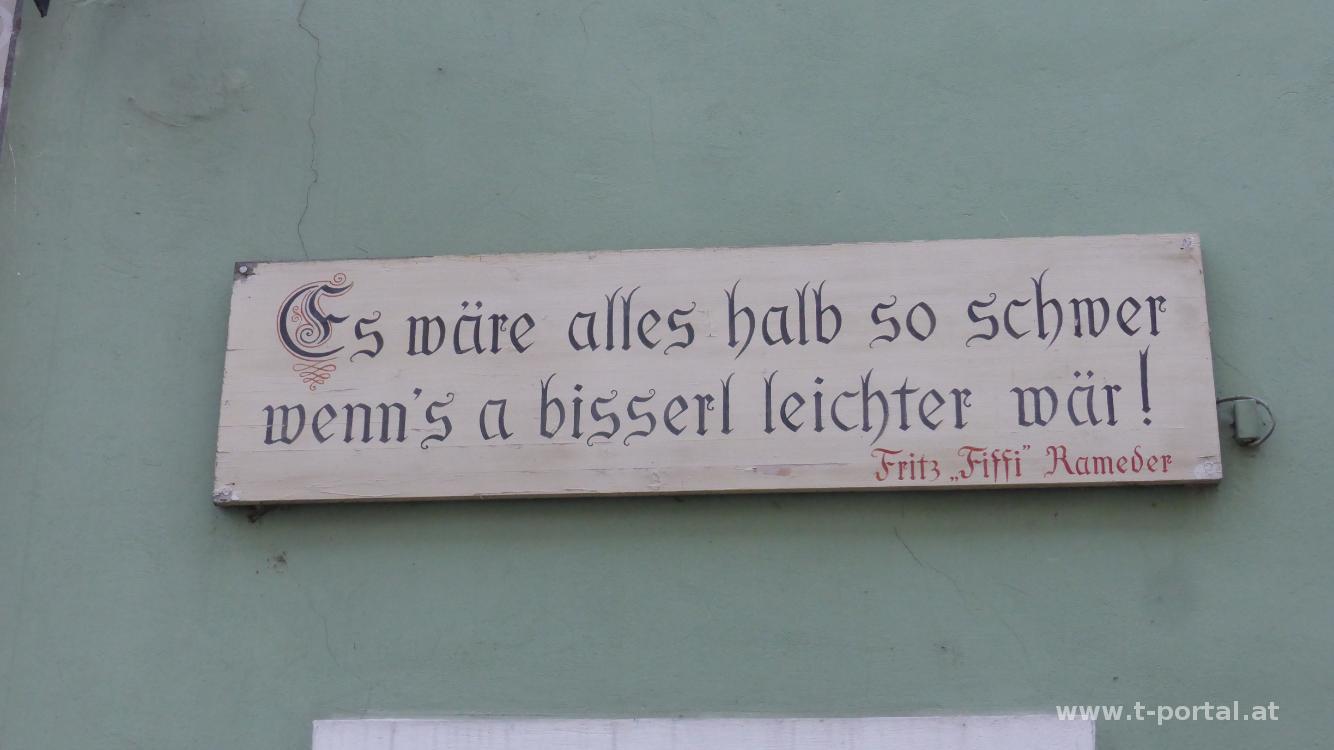 Es wäre alles halb so schwer
wenn's a bisserl leichter wär!
Fritz „Fiffi” Rameder
www.t-portal.at